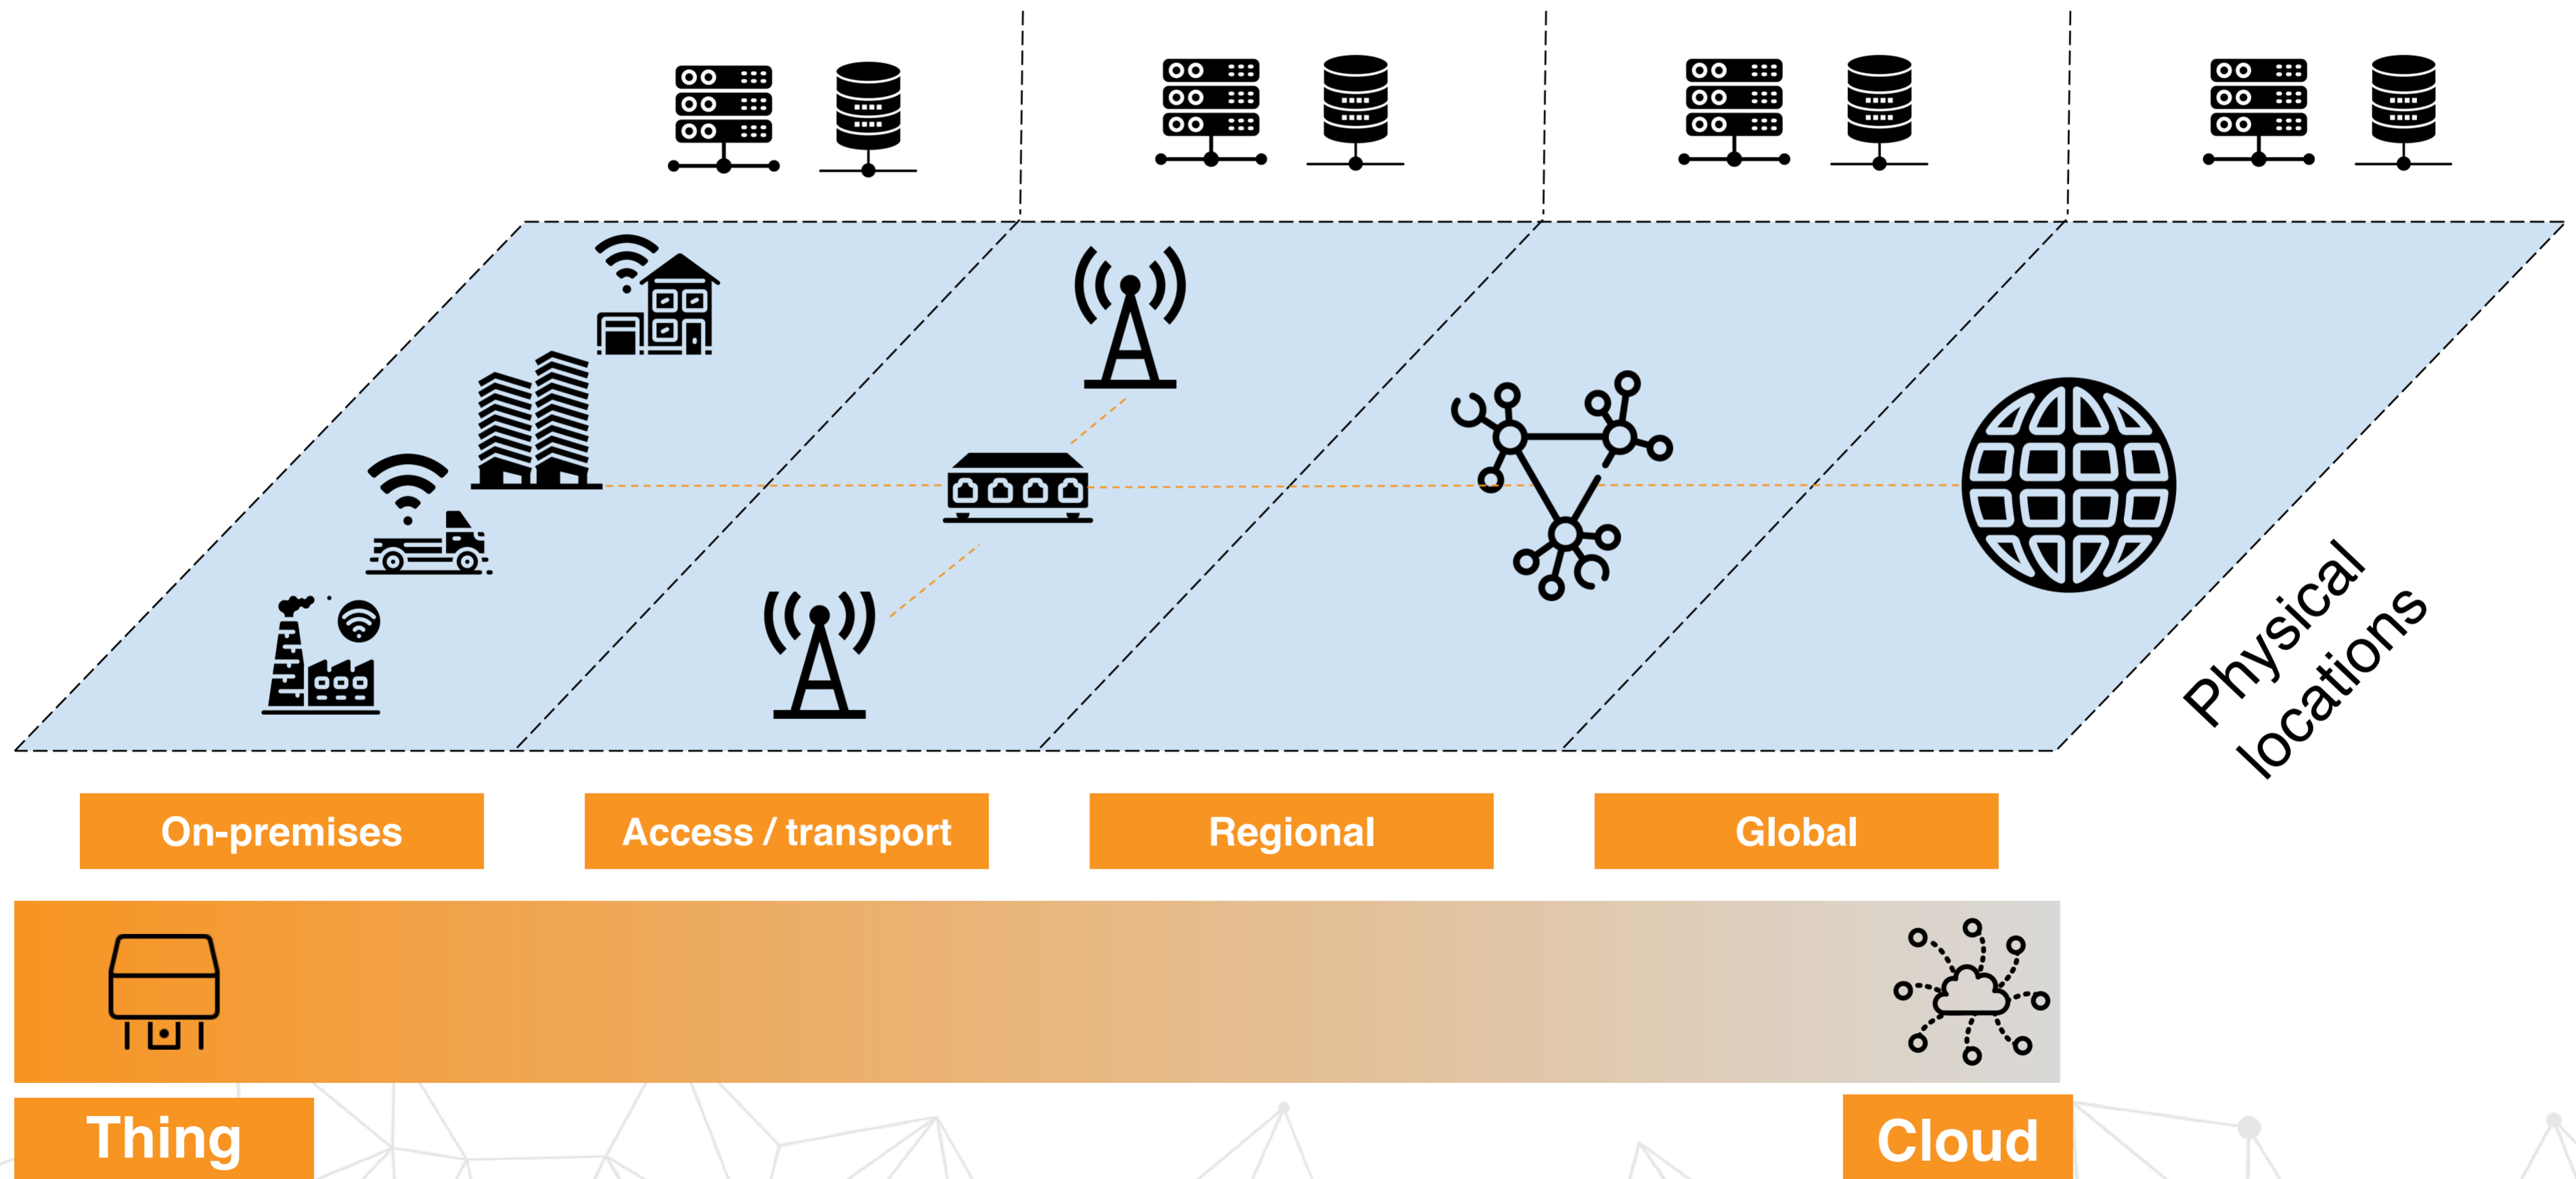 Physical
locations
On-premises
Access / transport
Regional
Global
Thing
Cloud